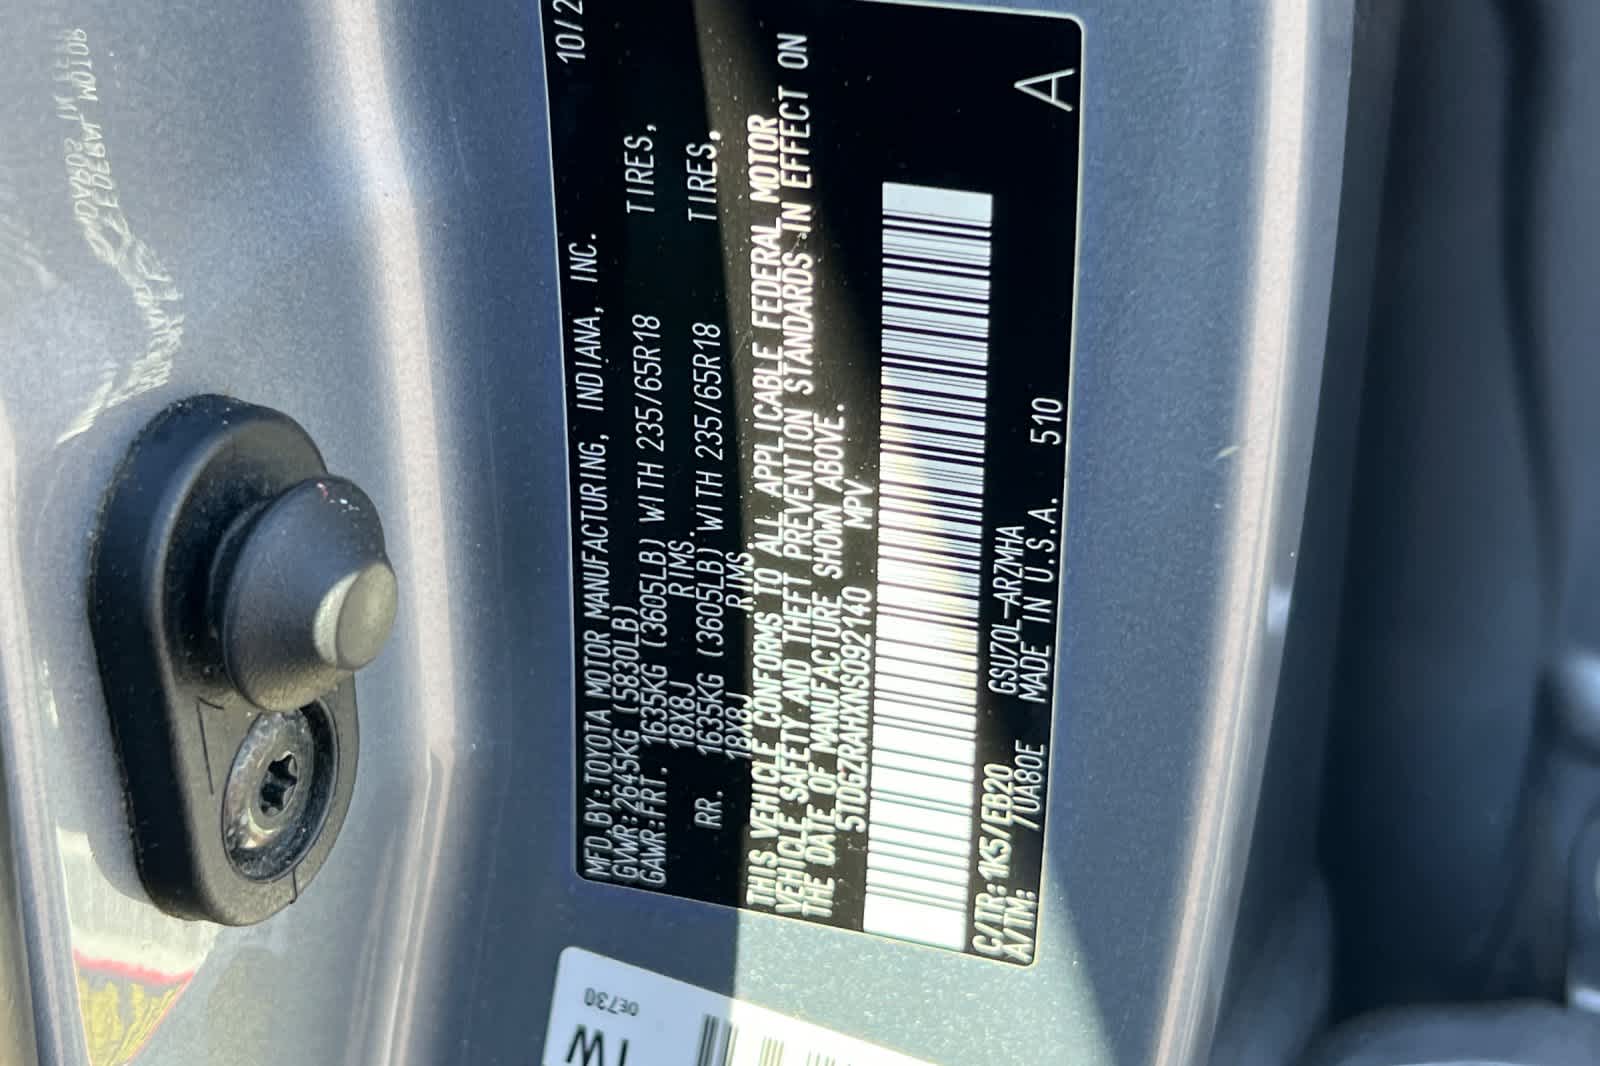 10/2
MFD.BY:TOYOTA MOTOR MANUFACTURING, INDIANA, INC.
GVWR:2645KG (5830LB)
GAWR:FRT. 1635KG (3605LB) WITH 235/65R18 TIRES,
18X8J RIMS.
RR. 1635KG (3605LB) WITH 235/65R18 TIRES,
18X8J RIMS.
THIS VEHICLE CONFORMS TO ALL APPLICABLE FEDERAL MOTOR
VEHICLE SAFETY AND THEFT PREVENTION STANDARDS IN EFFECT ON
THE DATE OF MANUFACTURE SHOWN ABOVE.
5TDGZRAHXNS092140 MPV
A
C/TR:1K5/EB20 GSU70L-ARZMHA
A/TM: /UA80E MADE IN U.S.A. 510
0E730